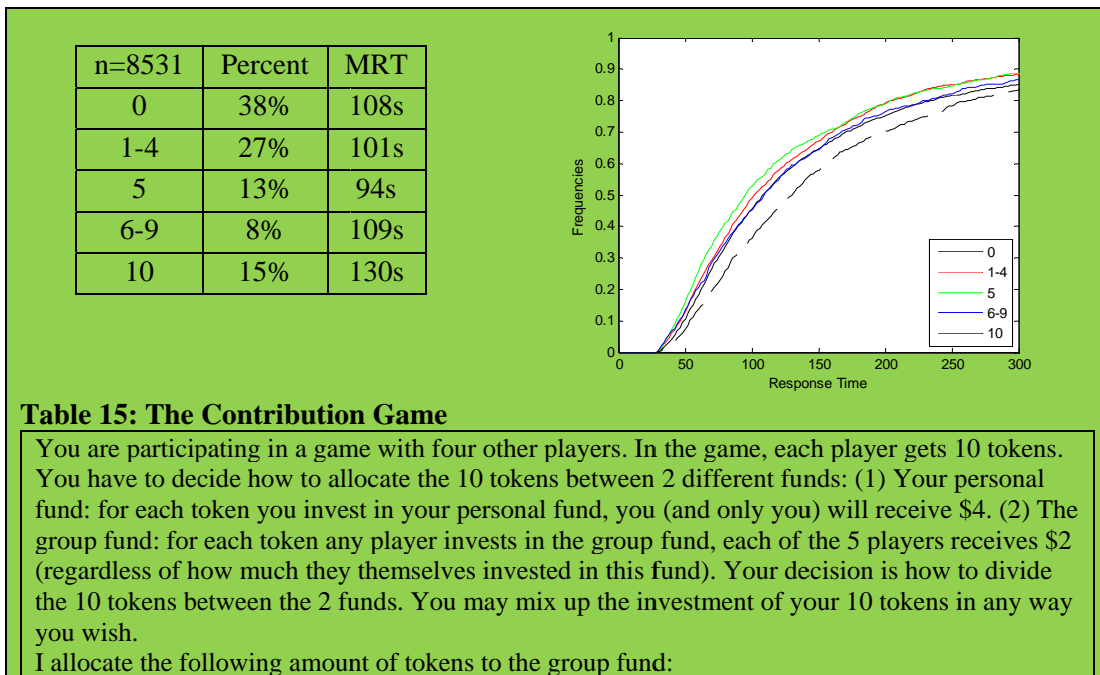 n=8531 Percent MRT
0 38% 108s
1-4 27% 101s
5 13% 94s
6-9 8% 109s
10 15% 130s
1
0.9
0.8
0.7
0.6
0.5
0.4
0.3
0.2
0.1
0
Frequencies
0
1-4
5
6-9
10
0 50 100 150 200 250 300
Response Time
Table 15: The Contribution Game
You are participating in a game with four other players. In the game, each player gets 10 tokens.
You have to decide how to allocate the 10 tokens between 2 different funds: (1) Your personal
fund: for each token you invest in your personal fund, you (and only you) will receive $4. (2) The
group fund: for each token any player invests in the group fund, each of the 5 players receives $2
(regardless of how much they themselves invested in this fund). Your decision is how to divide
the 10 tokens between the 2 funds. You may mix up the investment of your 10 tokens in any way
you wish.
I allocate the following amount of tokens to the group fund: